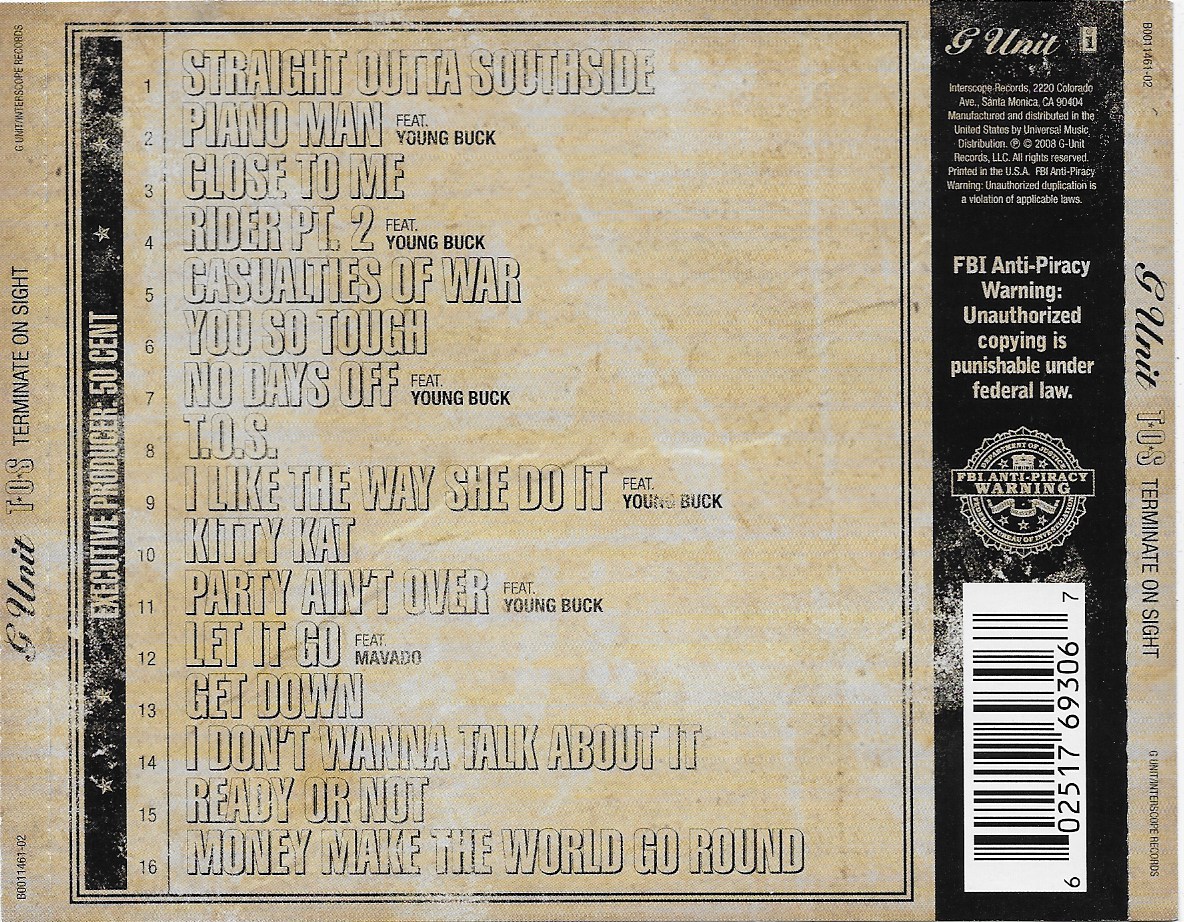 G UNIT/INTERSCOPE RECORDS
G Unit T·O·S TERMINATE ON SIGHT
B0011461-02
EXECUTIVE PRODUCER 50 CENT
1 STRAIGHT OUTTA SOUTHSIDE
2 PIANO MAN FEAT. YOUNG BUCK
3 CLOSE TO ME
4 RIDER PT. 2 FEAT. YOUNG BUCK
5 CASUALTIES OF WAR
6 YOU SO TOUGH
7 NO DAYS OFF FEAT. YOUNG BUCK
8 T.O.S.
9 I LIKE THE WAY SHE DO IT FEAT. YOUNG BUCK
10 KITTY KAT
11 PARTY AIN'T OVER FEAT. YOUNG BUCK
12 LET IT GO FEAT. MAVADO
13 GET DOWN
14 I DON'T WANNA TALK ABOUT IT
15 READY OR NOT
16 MONEY MAKE THE WORLD GO ROUND
G Unit
Interscope Records, 2220 Colorado
Ave., Santa Monica, CA 90404
Manufactured and distributed in the
United States by Universal Music
Distribution. ℗ © 2008 G-Unit
Records, LLC. All rights reserved.
Printed in the U.S.A. FBI Anti-Piracy
Warning: Unauthorized duplication is
a violation of applicable laws.
FBI Anti-Piracy
Warning:
Unauthorized
copying is
punishable under
federal law.
DEPARTMENT OF JUSTICE
FBI ANTI-PIRACY
WARNING
FEDERAL BUREAU OF INVESTIGATION
6 02517 69306 7
B0011461-02
G Unit T·O·S TERMINATE ON SIGHT
G UNIT/INTERSCOPE RECORDS